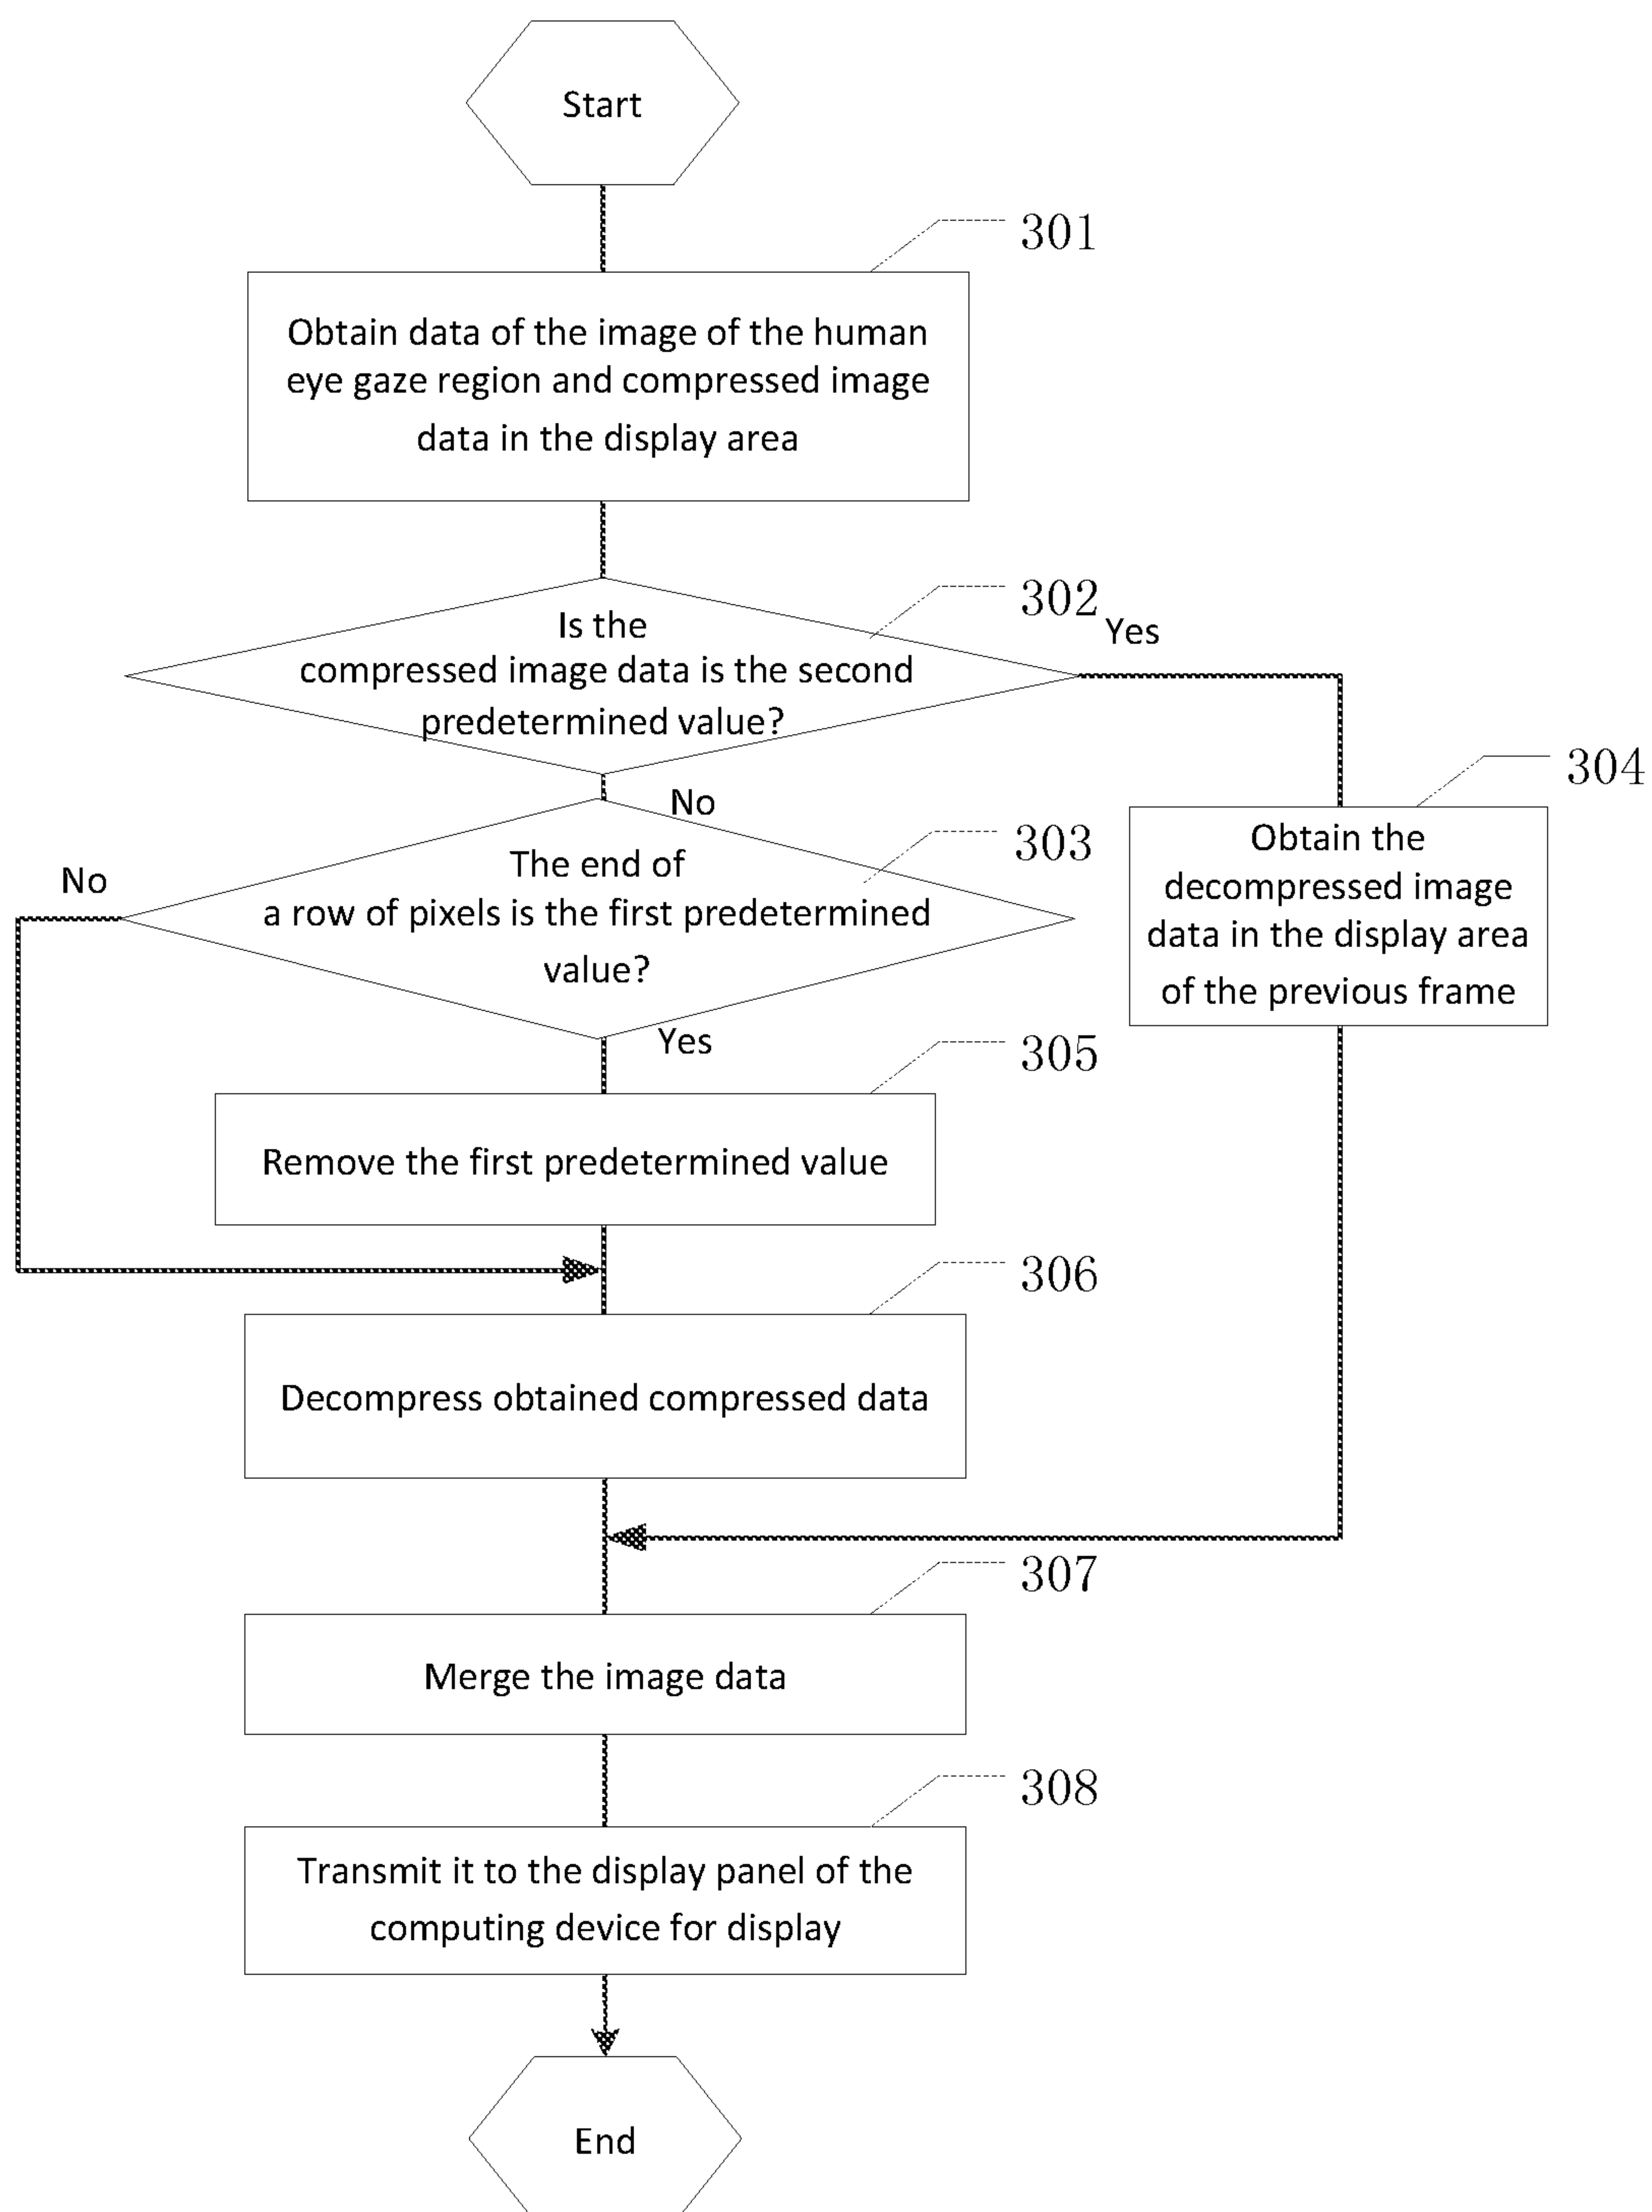 Start
301
Obtain data of the image of the human
eye gaze region and compressed image
data in the display area
302
Yes
Is the
compressed image data is the second
predetermined value?
304
No
303
Obtain the
decompressed image
data in the display area
of the previous frame
No
The end of
a row of pixels is the first predetermined
value?
Yes
305
Remove the first predetermined value
306
Decompress obtained compressed data
307
Merge the image data
308
Transmit it to the display panel of the
computing device for display
End